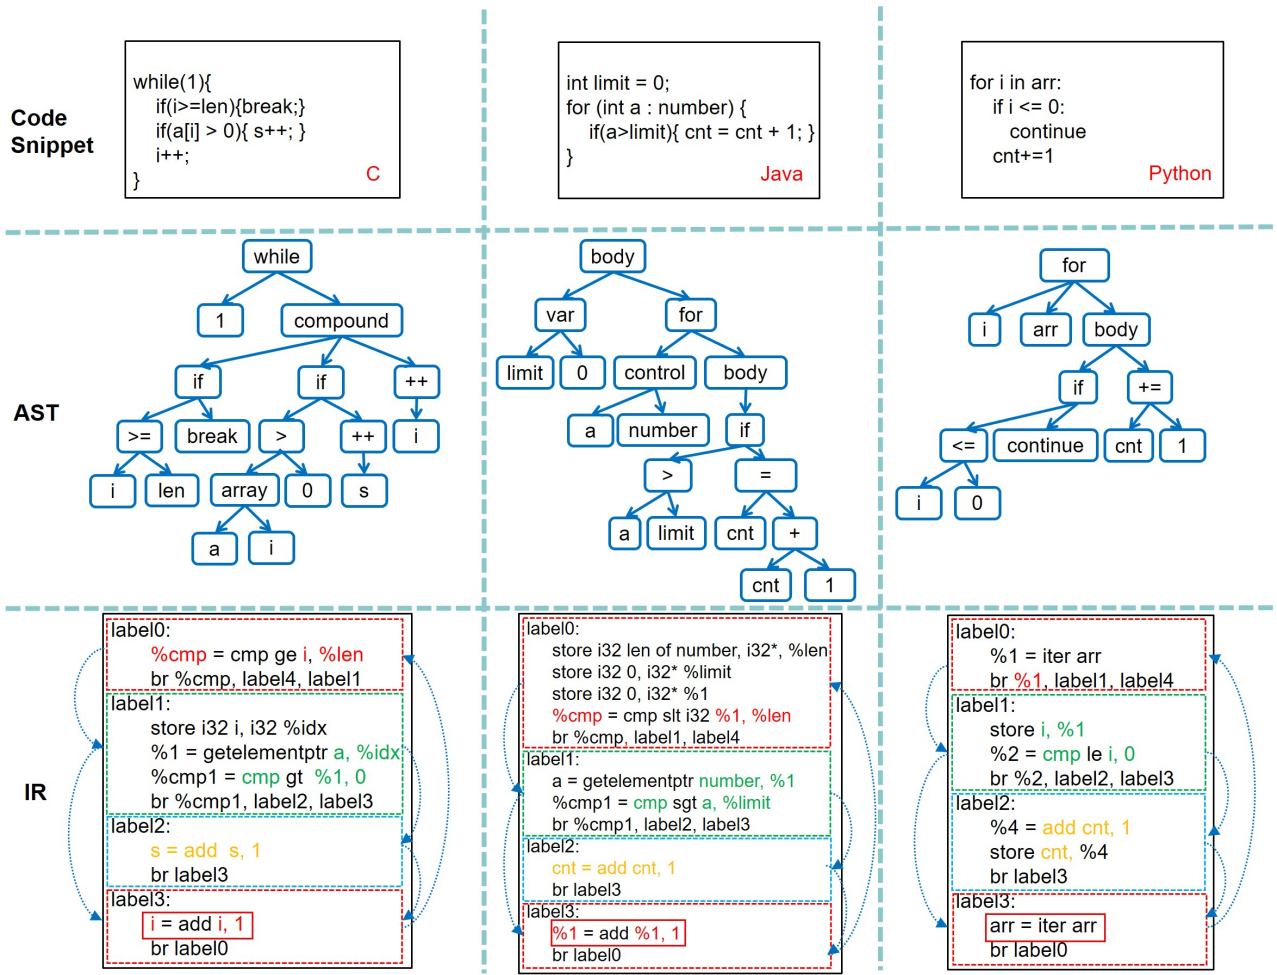 Code
Snippet
while(1){
if(i>=len){break;}
if(a[i] > 0){ s++; }
i++;
}
C
int limit = 0;
for (int a : number) {
if(a>limit){ cnt = cnt + 1; }
}
Java
for i in arr:
if i <= 0:
continue
cnt+=1
Python
AST
while
1
compound
if
if
++
>=
break
>
++
i
i
len
array
0
s
a
i
body
var
for
limit
0
control
body
a
number
if
>
=
a
limit
cnt
+
cnt
1
for
i
arr
body
if
+=
<=
continue
cnt
1
i
0
IR
label0:
%cmp = cmp ge i, %len
br %cmp, label4, label1
label1:
store i32 i, i32 %idx
%1 = getelementptr a, %idx
%cmp1 = cmp gt %1, 0
br %cmp1, label2, label3
label2:
s = add s, 1
br label3
label3:
i = add i, 1
br label0
label0:
store i32 len of number, i32*, %len
store i32 0, i32* %limit
store i32 0, i32* %1
%cmp = cmp slt i32 %1, %len
br %cmp, label1, label4
label1:
a = getelementptr number, %1
%cmp1 = cmp sgt a, %limit
br %cmp1, label2, label3
label2:
cnt = add cnt, 1
br label3
label3:
%1 = add %1, 1
br label0
label0:
%1 = iter arr
br %1, label1, label4
label1:
store i, %1
%2 = cmp le i, 0
br %2, label2, label3
label2:
%4 = add cnt, 1
store cnt, %4
br label3
label3:
arr = iter arr
br label0